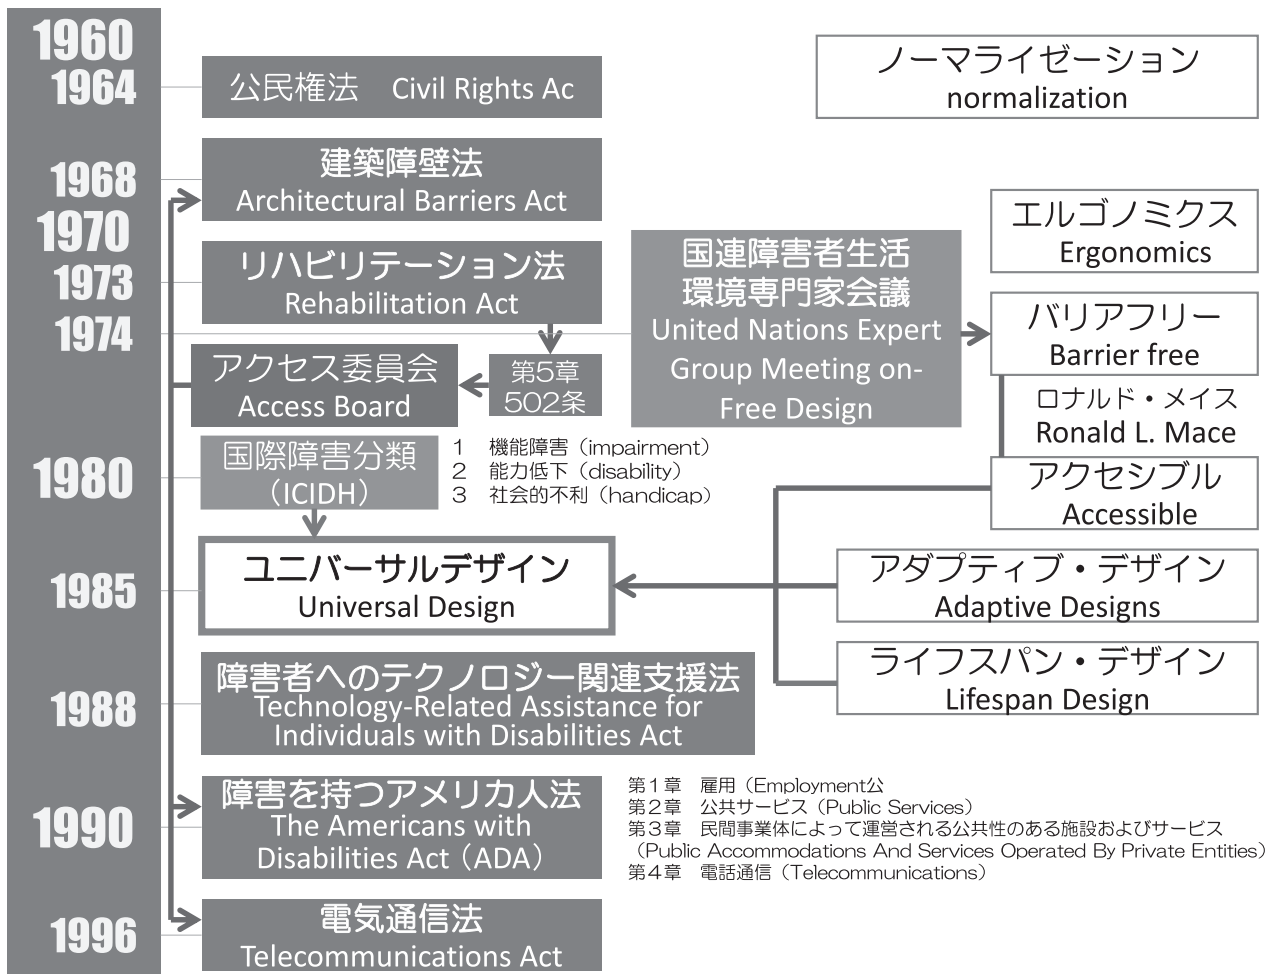 1960
1964
公民権法 Civil Rights Ac
ノーマライゼーション
normalization
1968
建築障壁法
Architectural Barriers Act
1970
エルゴノミクス
Ergonomics
1973
リハビリテーション法
Rehabilitation Act
1974
国連障害者生活
環境専門家会議
United Nations Expert
Group Meeting on-
Free Design
バリアフリー
Barrier free
アクセス委員会
Access Board
第5章
502条
ロナルド・メイス
Ronald L. Mace
1980
国際障害分類
（ICIDH）
1 機能障害（impairment）
2 能力低下（disability）
3 社会的不利（handicap）
アクセシブル
Accessible
1985
ユニバーサルデザイン
Universal Design
アダプティブ・デザイン
Adaptive Designs
ライフスパン・デザイン
Lifespan Design
1988
障害者へのテクノロジー関連支援法
Technology-Related Assistance for
Individuals with Disabilities Act
1990
障害を持つアメリカ人法
The Americans with
Disabilities Act（ADA）
第1章 雇用（Employment公
第2章 公共サービス（Public Services）
第3章 民間事業体によって運営される公共性のある施設およびサービス
（Public Accommodations And Services Operated By Private Entities）
第4章 電話通信（Telecommunications）
1996
電気通信法
Telecommunications Act